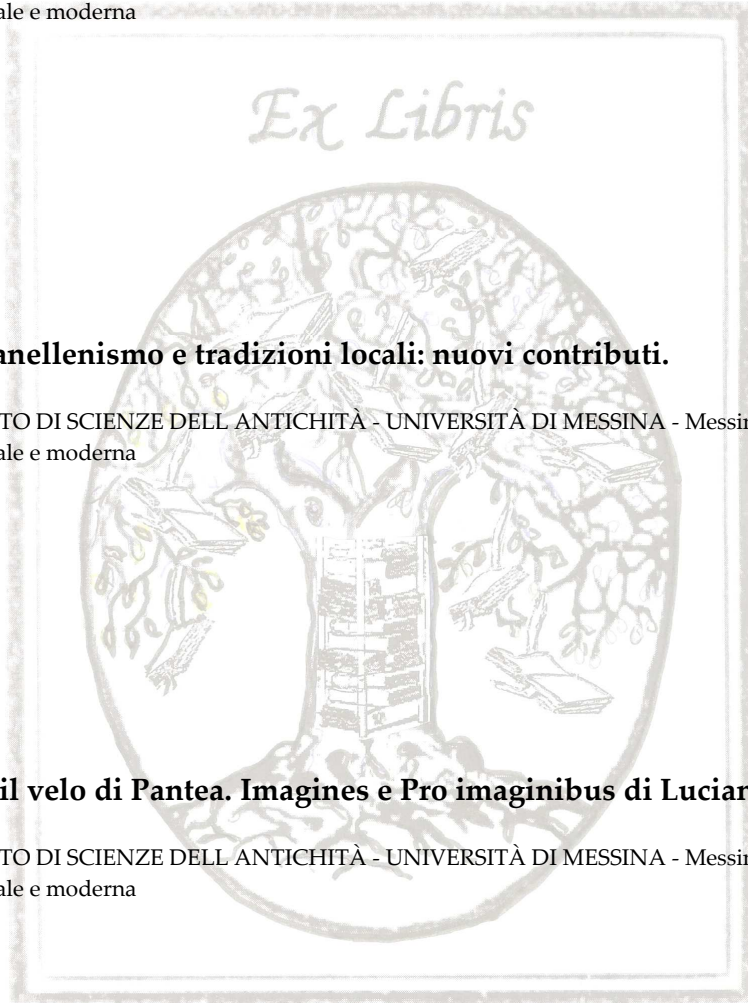 ale e moderna
Ex Libris
anellenismo e tradizioni locali: nuovi contributi.
TO DI SCIENZE DELL ANTICHITÀ - UNIVERSITÀ DI MESSINA - Messin
ale e moderna
il velo di Pantea. Imagines e Pro imaginibus di Lucian
TO DI SCIENZE DELL ANTICHITÀ - UNIVERSITÀ DI MESSINA - Messin
ale e moderna